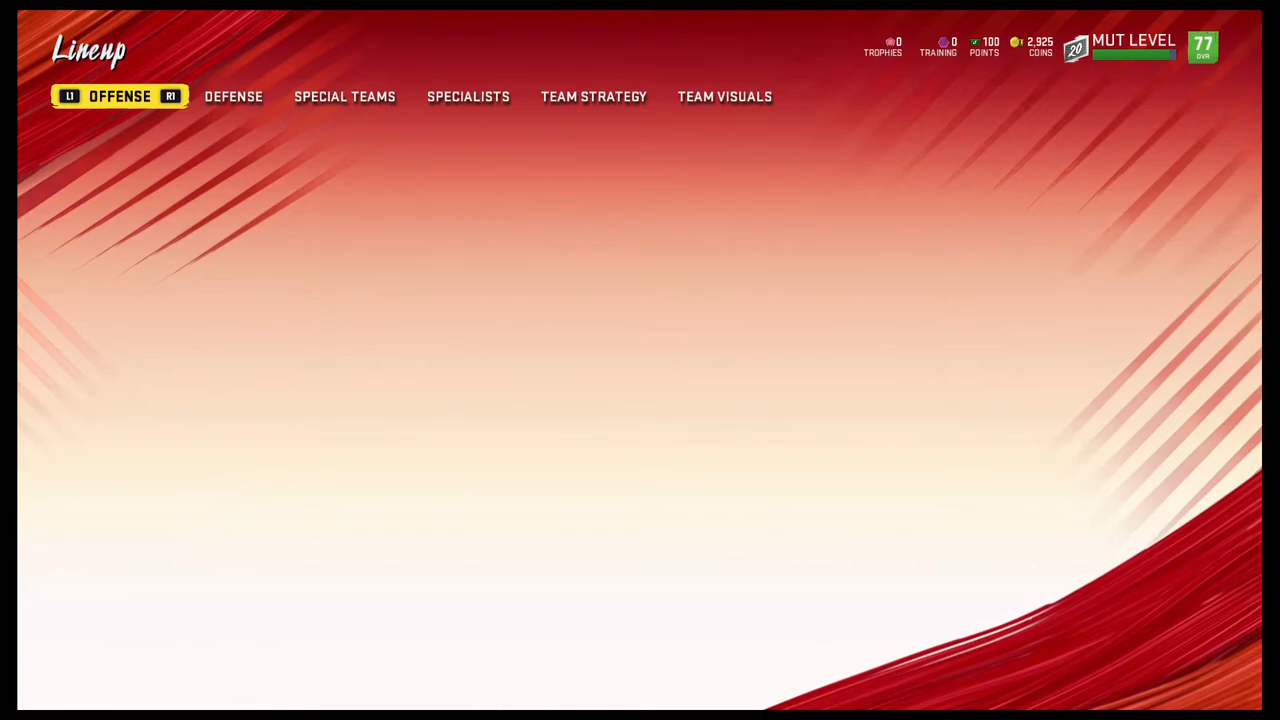 Lineup
0 TROPHIES
0 TRAINING
100 POINTS
2,925 COINS
20 MUT LEVEL
77 OVR
L1 OFFENSE R1 DEFENSE SPECIAL TEAMS SPECIALISTS TEAM STRATEGY TEAM VISUALS